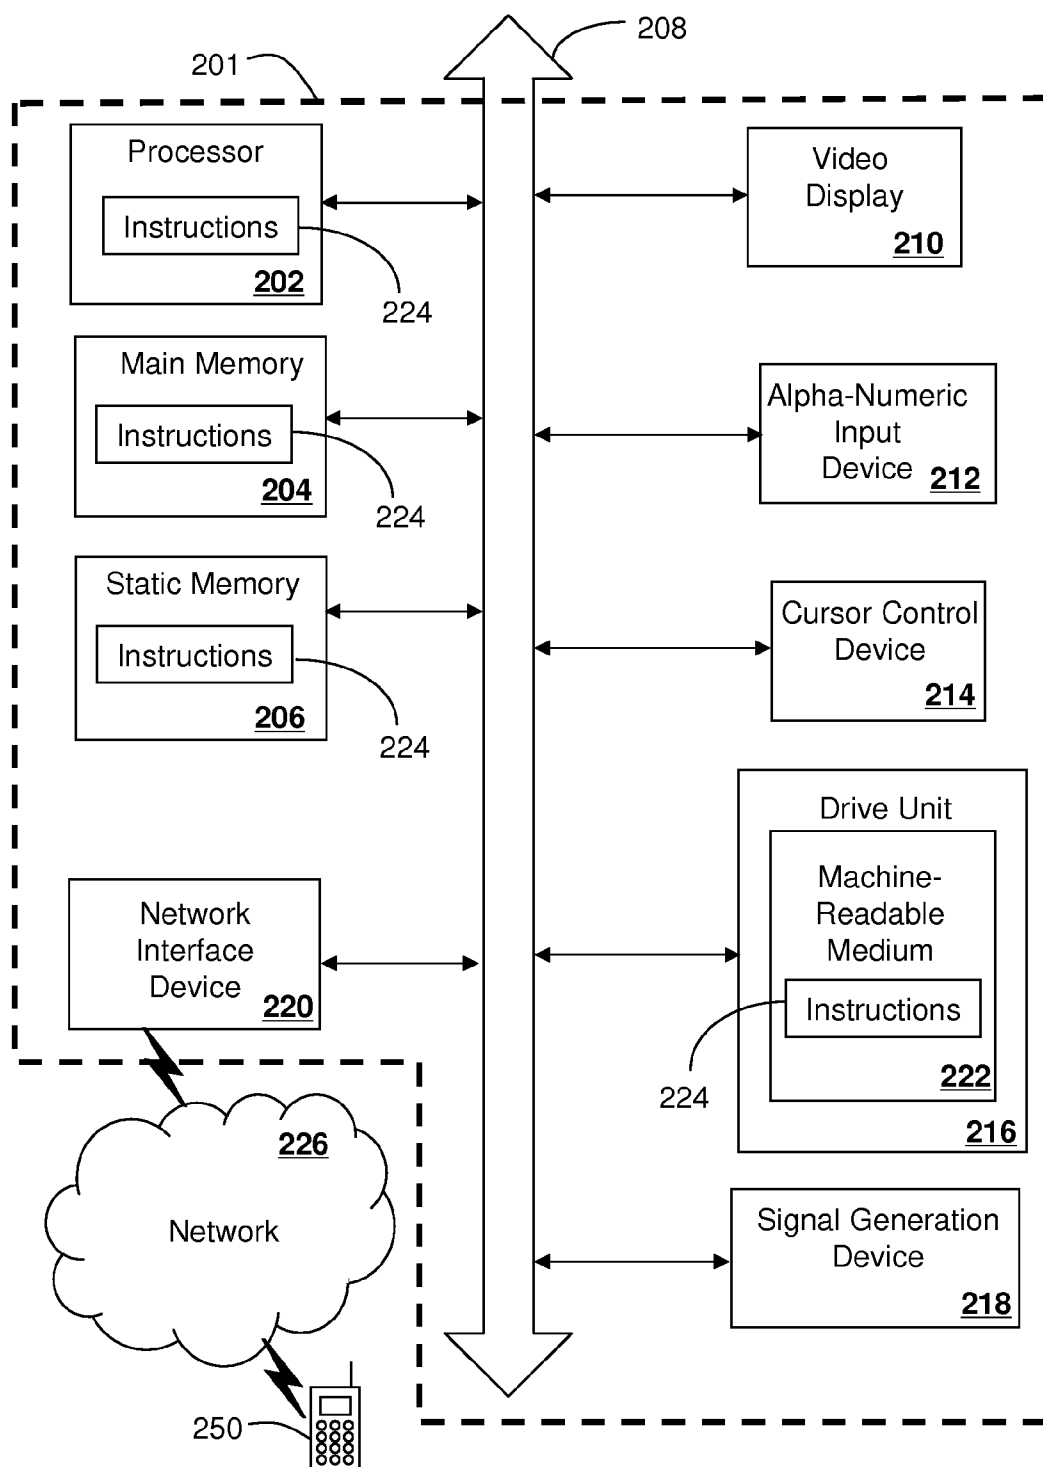 208
201
Processor
Instructions
202
224
Video
Display
210
Main Memory
Instructions
204
224
Alpha-Numeric
Input
Device
212
Static Memory
Instructions
206
224
Cursor Control
Device
214
Network
Interface
Device
220
Drive Unit
Machine-
Readable
Medium
Instructions
224
222
216
226
Network
Signal Generation
Device
218
250